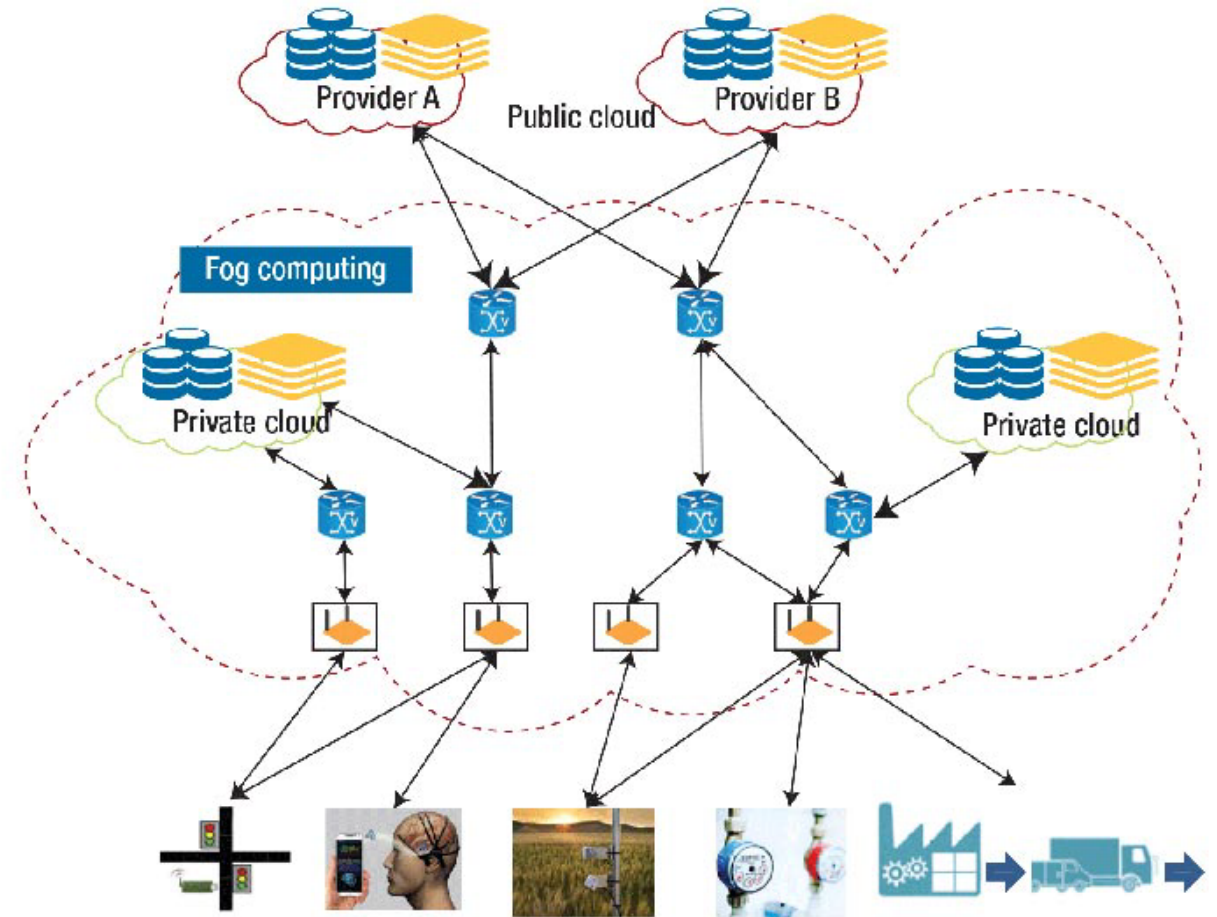 Provider A
Provider B
Public cloud
Fog computing
Private cloud
Private cloud
V
V
V
V
V
V